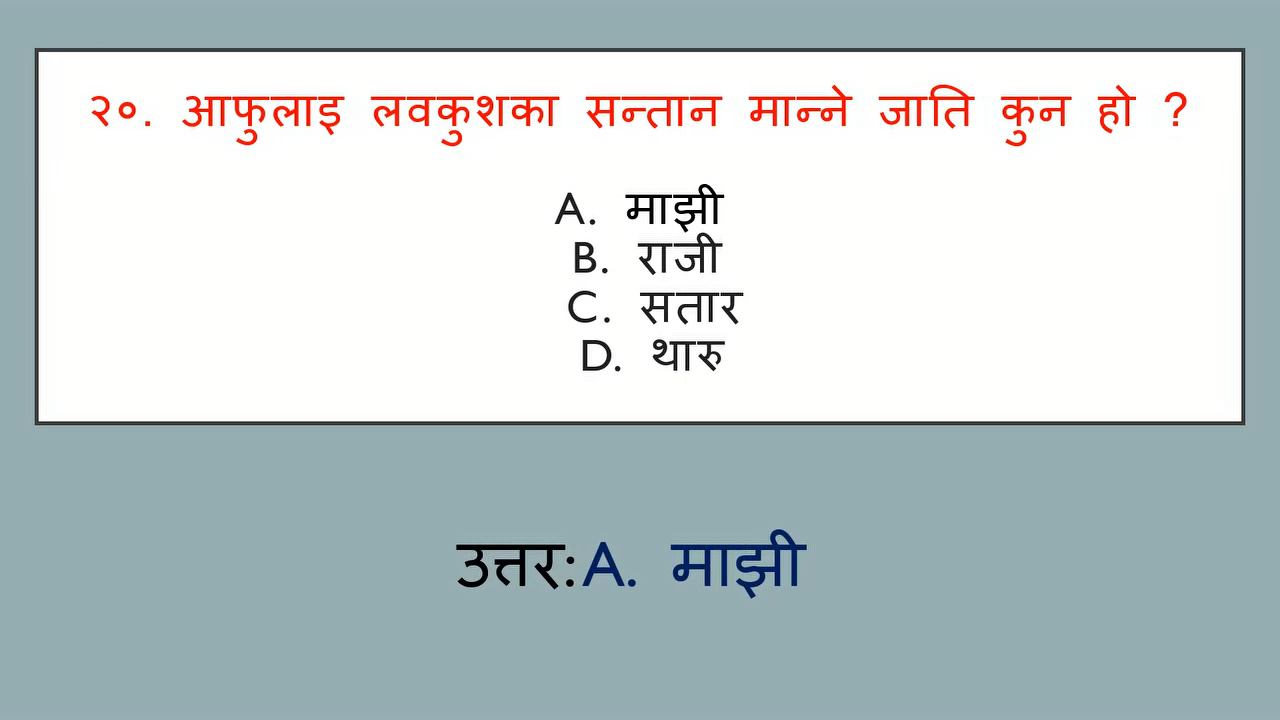 २०. आफुलाइ लवकुशका सन्तान मान्ने जाति कुन हो ?
A. माझी
B. राजी
C. सतार
D. थारु
उत्तर:A. माझी